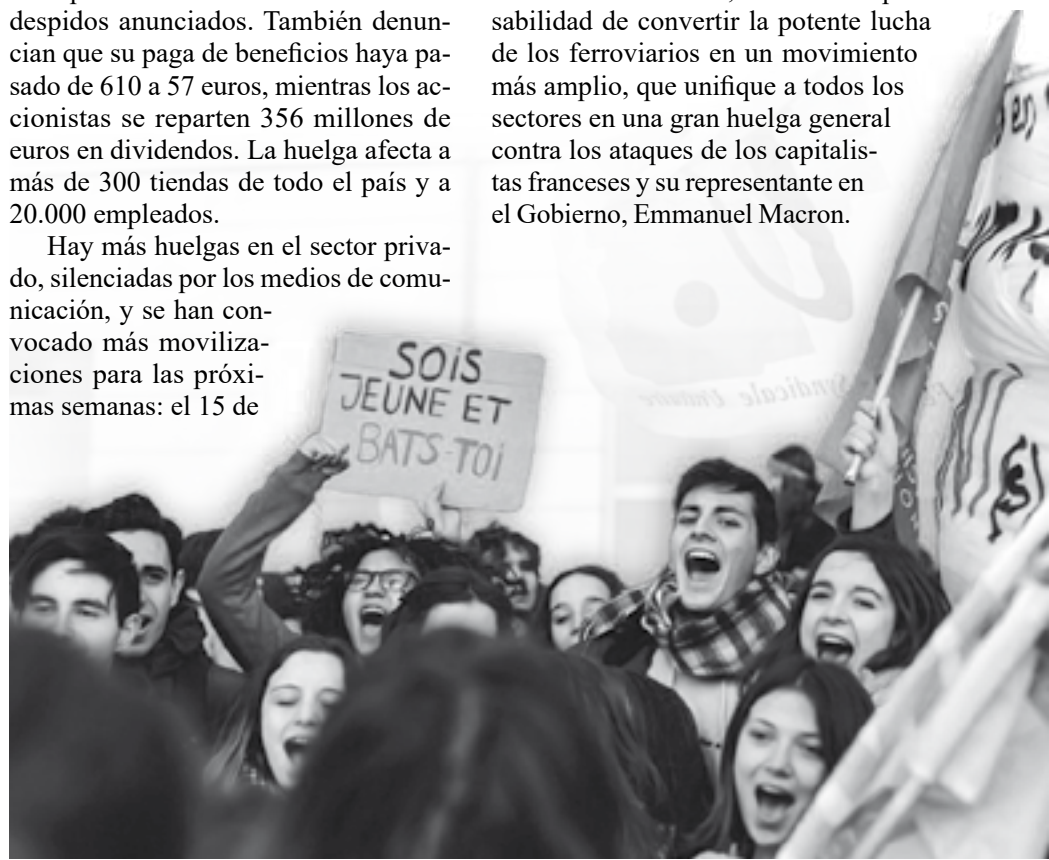 despidos anunciados. También denun-
cian que su paga de beneficios haya pa-
sado de 610 a 57 euros, mientras los ac-
cionistas se reparten 356 millones de
euros en dividendos. La huelga afecta a
más de 300 tiendas de todo el país y a
20.000 empleados.
Hay más huelgas en el sector priva-
do, silenciadas por los medios de comu-
nicación, y se han con-
vocado más moviliza-
ciones para las próxi-
mas semanas: el 15 de
sabilidad de convertir la potente lucha
de los ferroviarios en un movimiento
más amplio, que unifique a todos los
sectores en una gran huelga general
contra los ataques de los capitalis-
tas franceses y su representante en
el Gobierno, Emmanuel Macron.
SOIS
JEUNE ET
BATS-TOI
Syndicale